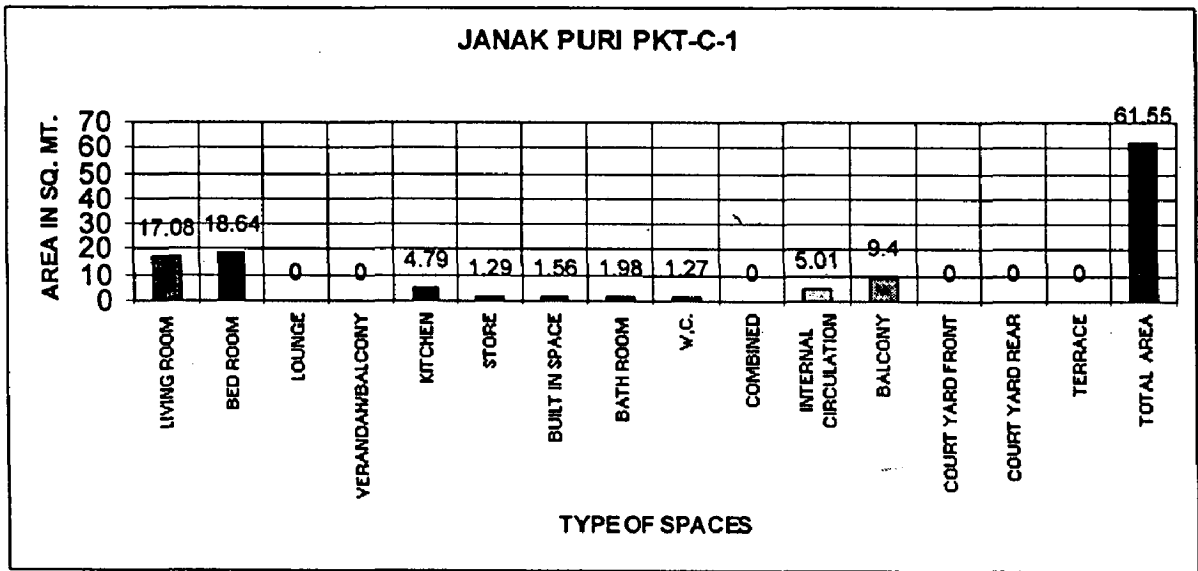 JANAK PURI PKT-C-1
AREA IN SQ. MT.
70
60
50
40
30
20
10
0
17.08
18.64
0
0
4.79
1.29
1.56
1.98
1.27
0
5.01
9.4
0
0
0
61.55
LIVING ROOM
BED ROOM
LOUNGE
VERANDAH/BALCONY
KITCHEN
STORE
BUILT IN SPACE
BATH ROOM
W.C.
COMBINED
INTERNAL
CIRCULATION
BALCONY
COURT YARD FRONT
COURT YARD REAR
TERRACE
TOTAL AREA
TYPE OF SPACES